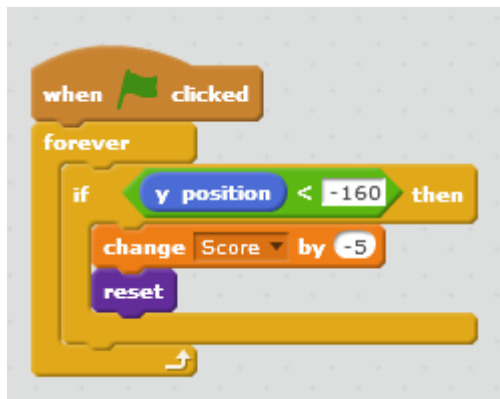 when clicked
forever
if y position < -160 then
change Score by -5
reset